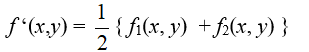 f ‘(x,y) = 1/2 { f1(x, y) +f2(x, y) }